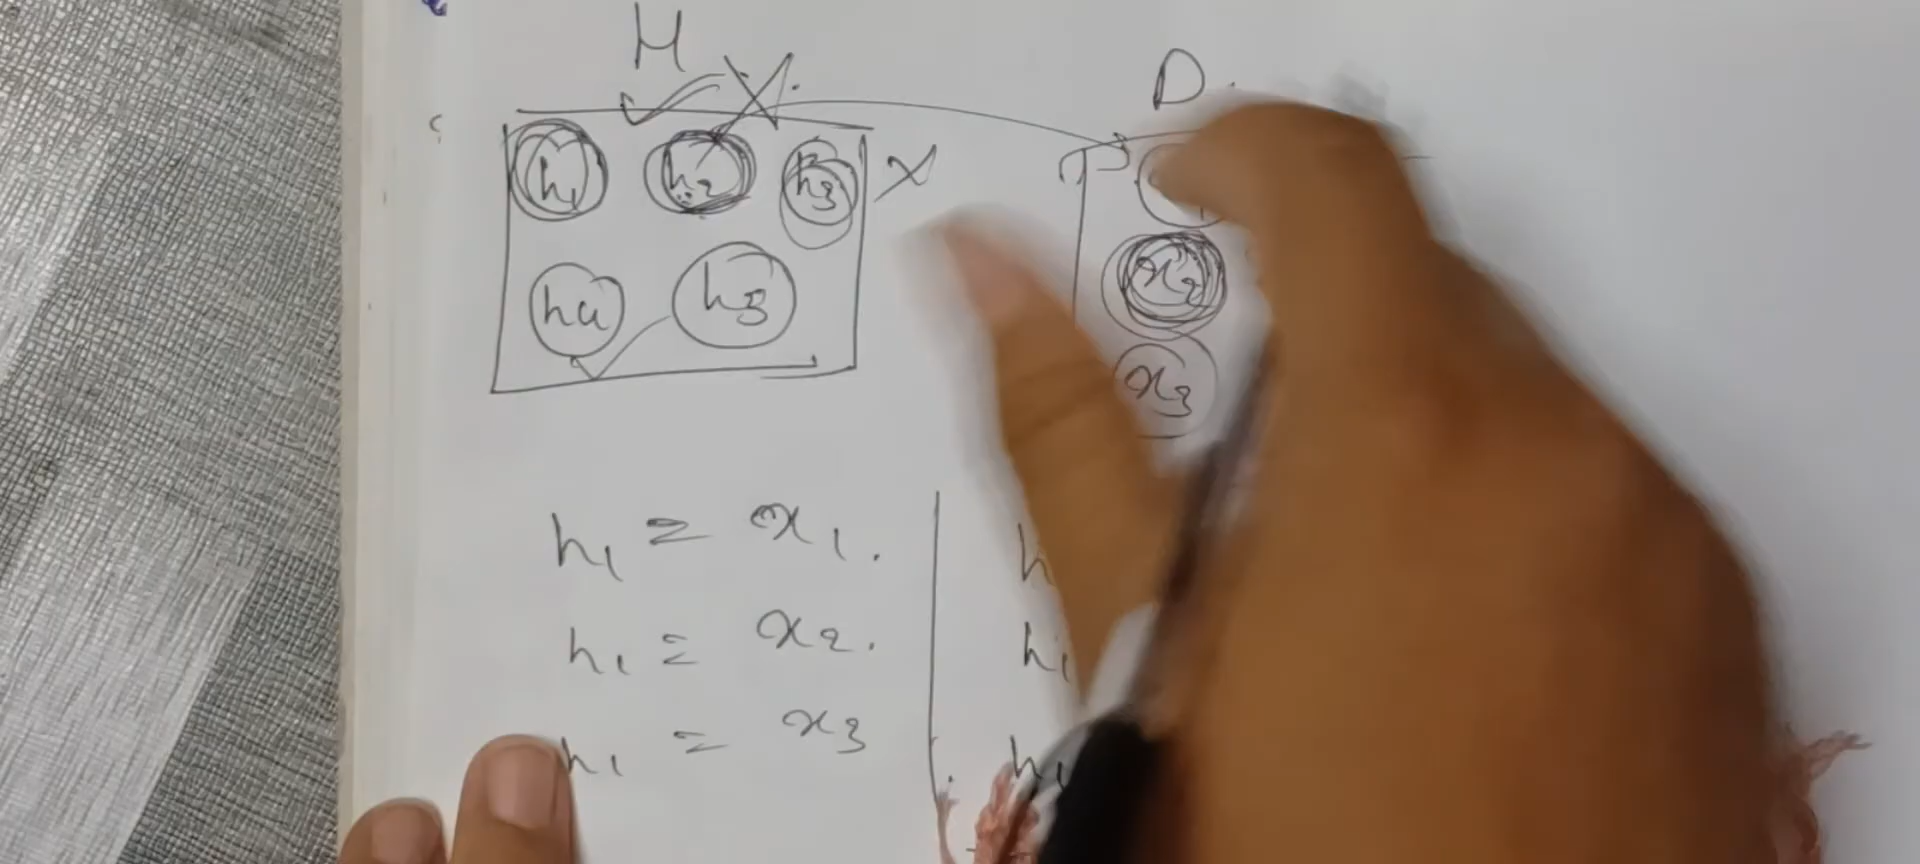 H D.
h1 h2 h3 x2
h4 h5 x3
h1 = x1.
h1 = x2.
h1 = x3